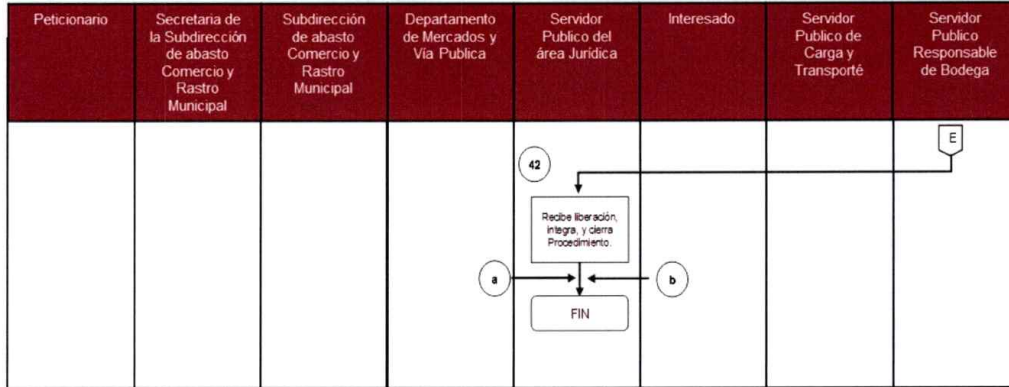 Peticionario
Secretaria de
la Subdirección
de abasto
Comercio y
Rastro
Municipal
Subdirección
de abasto
Comercio y
Rastro
Municipal
Departamento
de Mercados y
Vía Publica
Servidor
Publico del
área Jurídica
Interesado
Servidor
Publico de
Carga y
Transporté
Servidor
Publico
Responsable
de Bodega
E
42
Recibe liberación,
integra, y cierra
Procedimiento.
a
b
FIN